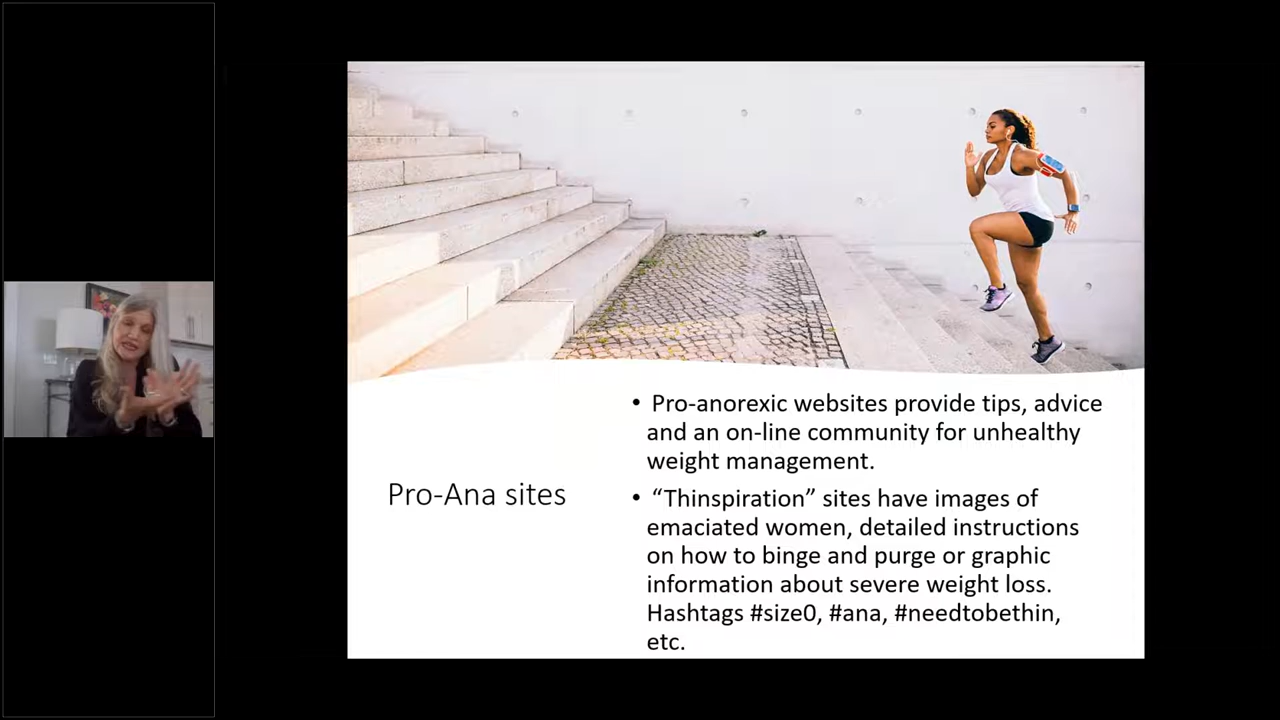 Pro-Ana sites
• Pro-anorexic websites provide tips, advice
and an on-line community for unhealthy
weight management.
• “Thinspiration” sites have images of
emaciated women, detailed instructions
on how to binge and purge or graphic
information about severe weight loss.
Hashtags #size0, #ana, #needtobethin,
etc.